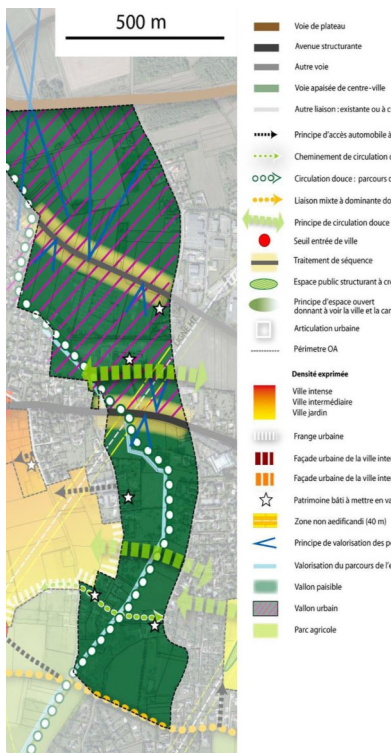 500 m
Voie de plateau
Avenue structurante
Autre voie
Voie apaisée de centre-ville
Autre liaison : existante ou à c
Principe d'accès automobile à
Cheminement de circulation
Circulation douce : parcours
Liaison mixte à dominante do
Principe de circulation douce
Seuil entrée de ville
Traitement de séquence
Espace public structurant à cr
Principe d'espace ouvert
donnant à voir la ville et la ca
Articulation urbaine
Périmètre OA
Densité exprimée
Ville intense
Ville intermédiaire
Ville jardin
Frange urbaine
Façade urbaine de la ville inte
Façade urbaine de la ville inte
Patrimoine bâti à mettre en va
Zone non aedificandi (40 m)
Principe de valorisation des pe
Valorisation du parcours de l'e
Vallon paisible
Vallon urbain
Parc agricole